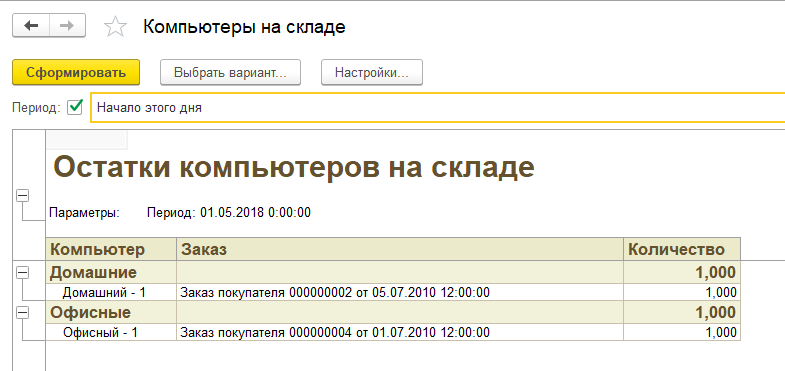 Компьютеры на складе
Сформировать Выбрать вариант... Настройки...
Период: Начало этого дня
Остатки компьютеров на складе
Параметры: Период: 01.05.2018 0:00:00
Компьютер Заказ Количество
Домашние 1,000
Домашний - 1 Заказ покупателя 000000002 от 05.07.2010 12:00:00 1,000
Офисные 1,000
Офисный - 1 Заказ покупателя 000000004 от 01.07.2010 12:00:00 1,000